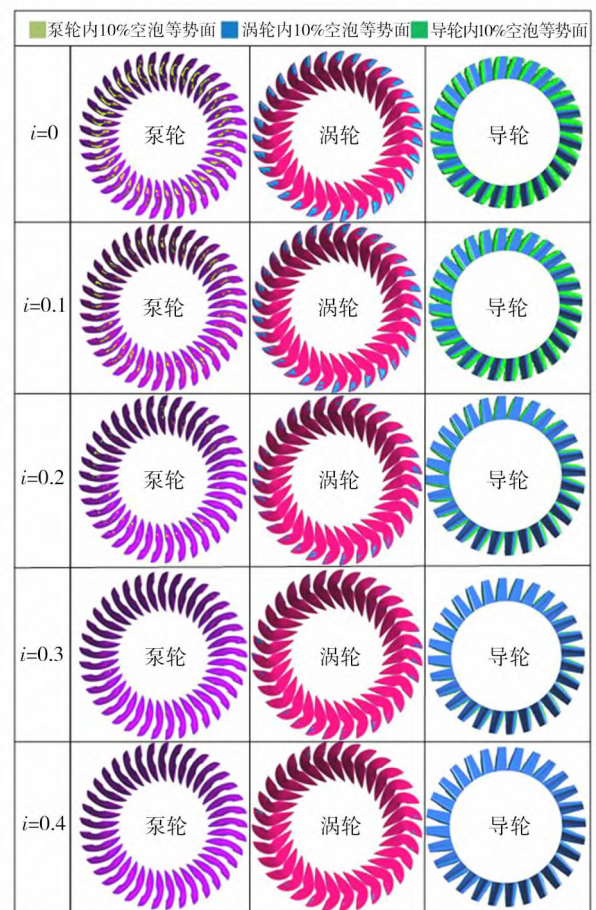 泵轮内10%空泡等势面 涡轮内10%空泡等势面 导轮内10%空泡等势面
i=0 泵轮 涡轮 导轮
i=0.1 泵轮 涡轮 导轮
i=0.2 泵轮 涡轮 导轮
i=0.3 泵轮 涡轮 导轮
i=0.4 泵轮 涡轮 导轮